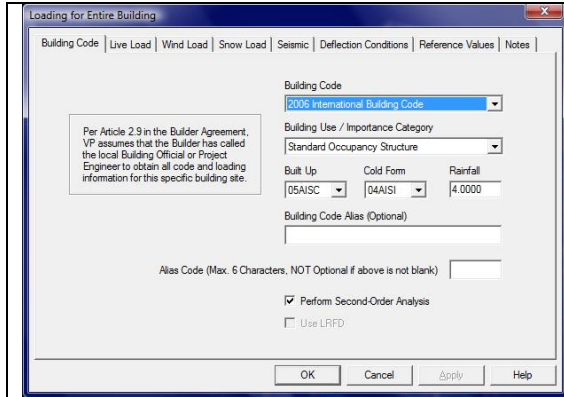 Loading for Entire Building
Building Code Live Load Wind Load Snow Load Seismic Deflection Conditions Reference Values Notes
Building Code
2006 International Building Code
Per Article 2.9 in the Builder Agreement,
VP assumes that the Builder has called
the local Building Official or Project
Engineer to obtain all code and loading
information for this specific building site.
Building Use / Importance Category
Standard Occupancy Structure
Built Up Cold Form Rainfall
05AISC 04AISI 4.0000
Building Code Alias (Optional)
Alias Code (Max. 6 Characters, NOT Optional if above is not blank)
Perform Second-Order Analysis
Use LRFD
OK Cancel Apply Help